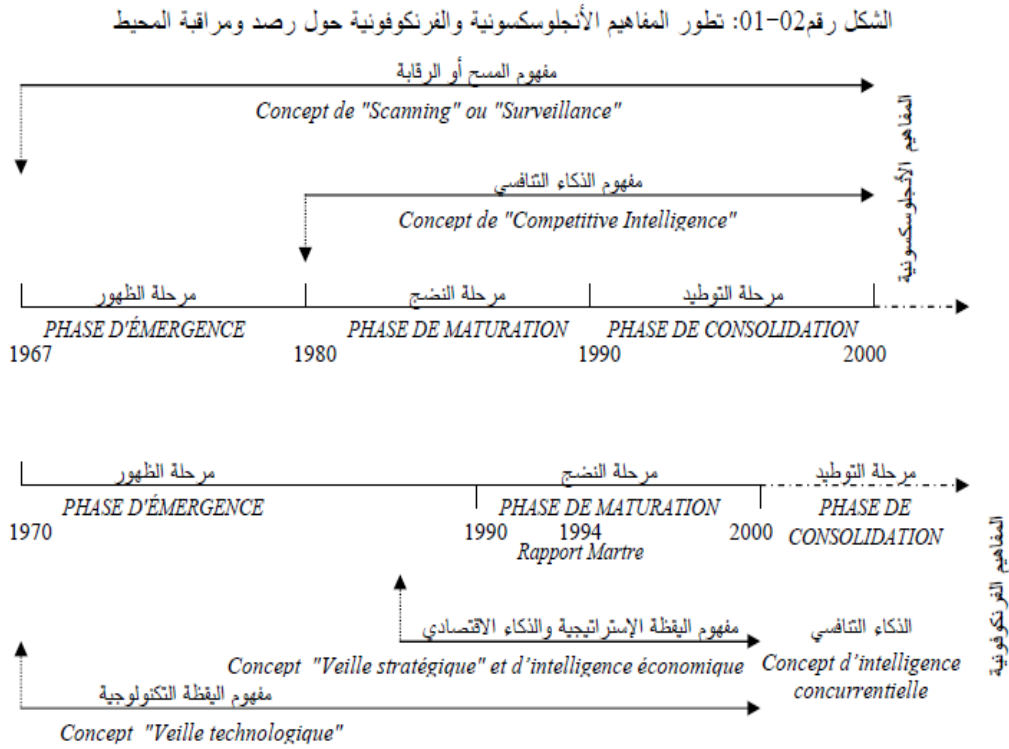 الشكل رقم02-01: تطور المفاهيم الأنجلوسكسونية والفرنكوفونية حول رصد ومراقبة المحيط
مفهوم المسح أو الرقابة
Concept de "Scanning" ou "Surveillance"
مفهوم الذكاء التنافسي
Concept de "Competitive Intelligence"
المفاهيم الأنجلوسكسونية
مرحلة الظهور
مرحلة النضج
مرحلة التوطيد
PHASE D'ÉMERGENCE
PHASE DE MATURATION
PHASE DE CONSOLIDATION
1967
1980
1990
2000
مرحلة الظهور
مرحلة النضج
مرحلة التوطيد
PHASE D'ÉMERGENCE
PHASE DE MATURATION
PHASE DE
CONSOLIDATION
1970
1990
1994
2000
Rapport Martre
المفاهيم الفرنكوفونية
مفهوم اليقظة الإستراتيجية والذكاء الاقتصادي
الذكاء التنافسي
Concept "Veille stratégique" et d'intelligence économique
Concept d'intelligence
concurrentielle
مفهوم اليقظة التكنولوجية
Concept "Veille technologique"